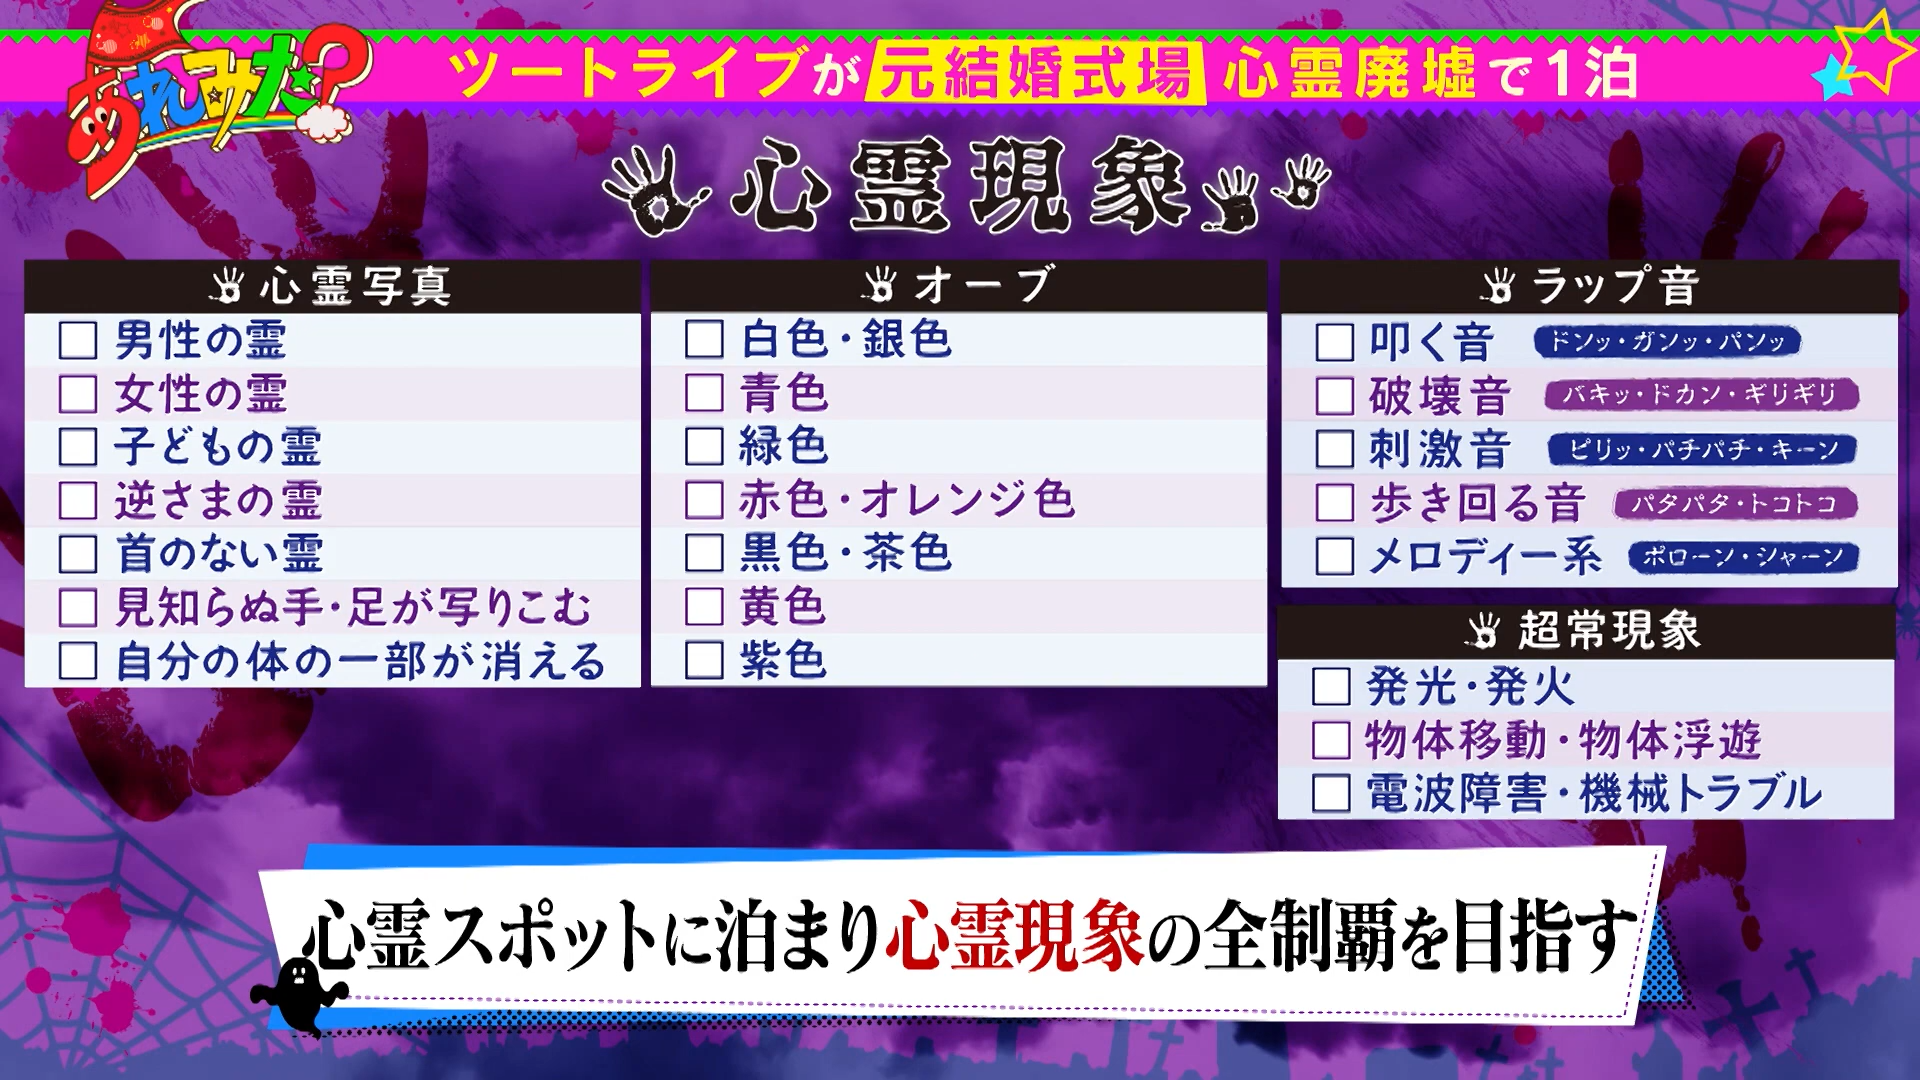 あれみた?
ツートライブが元結婚式場 心霊廃墟で1泊
心霊現象
心霊写真
男性の霊
女性の霊
子どもの霊
逆さまの霊
首のない霊
見知らぬ手・足が写りこむ
自分の体の一部が消える
オーブ
白色・銀色
青色
緑色
赤色・オレンジ色
黒色・茶色
黄色
紫色
ラップ音
叩く音 ドンッ・ガンッ・パンッ
破壊音 バキッ・ドカン・ギリギリ
刺激音 ピリッ・パチパチ・キーン
歩き回る音 パタパタ・トコトコ
メロディー系 ポローン・シャーン
超常現象
発光・発火
物体移動・物体浮遊
電波障害・機械トラブル
心霊スポットに泊まり心霊現象の全制覇を目指す